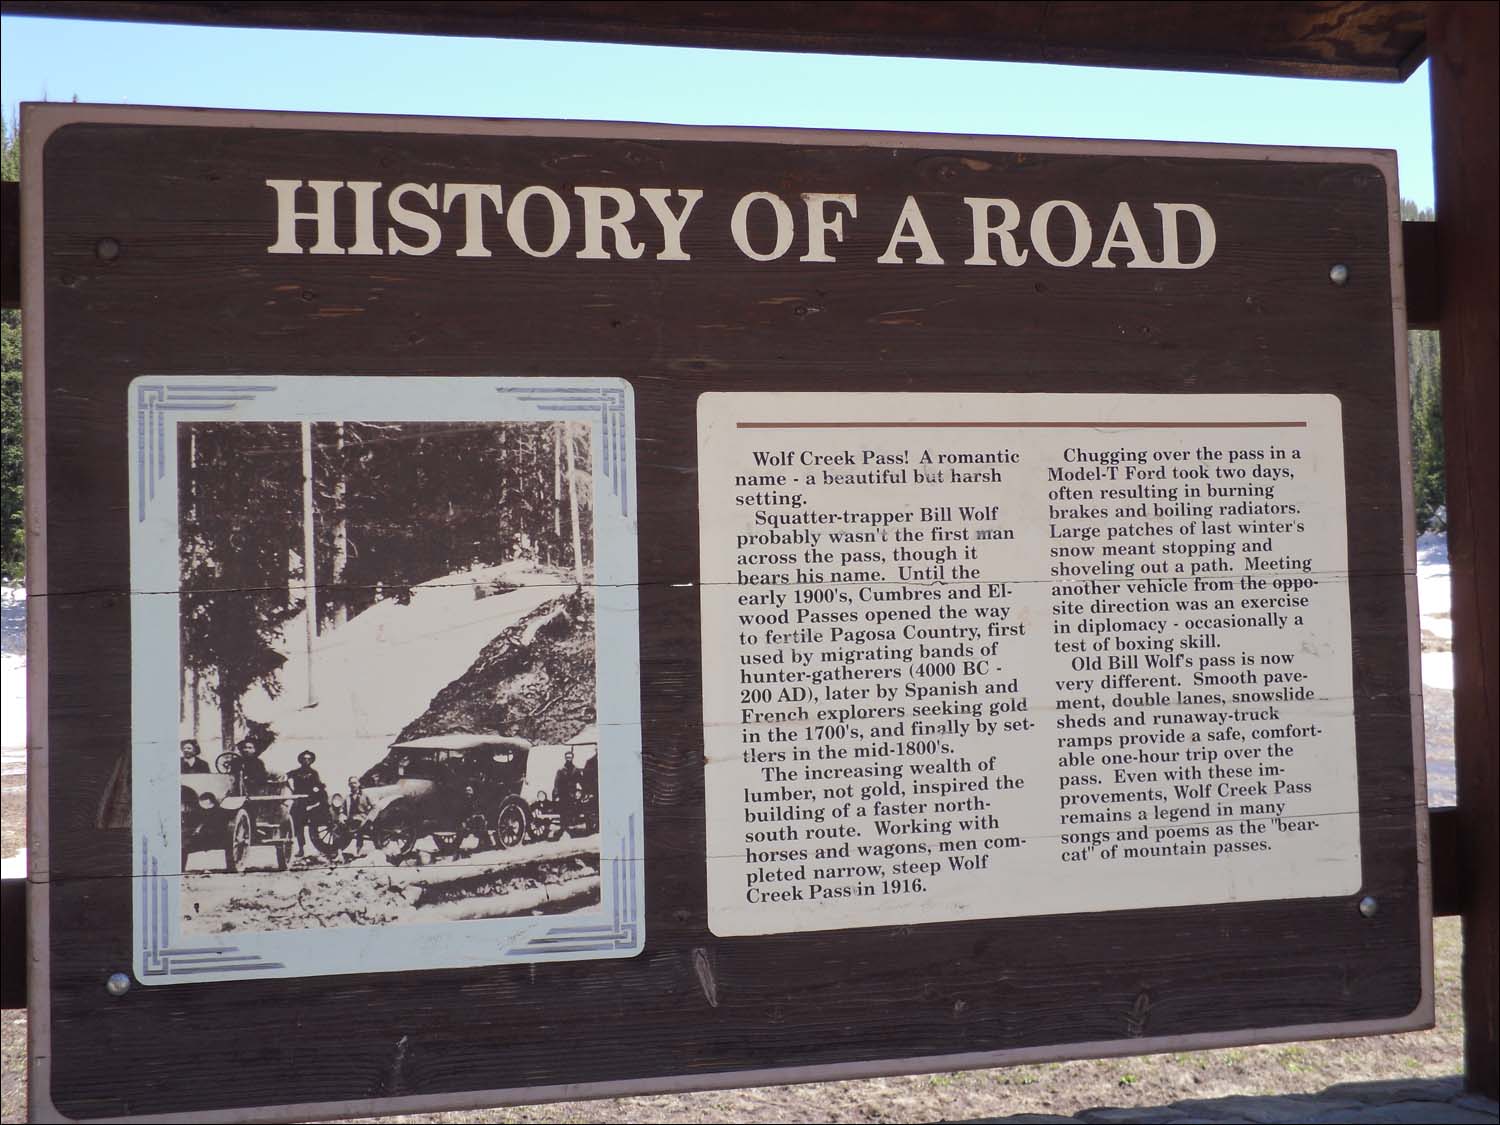 HISTORY OF A ROAD
Wolf Creek Pass! A romantic
name - a beautiful but harsh
setting.
Squatter-trapper Bill Wolf
probably wasn't the first man
across the pass, though it
bears his name. Until the
early 1900's, Cumbres and El-
wood Passes opened the way
to fertile Pagosa Country, first
used by migrating bands of
hunter-gatherers (4000 BC -
200 AD), later by Spanish and
French explorers seeking gold
in the 1700's, and finally by set-
tlers in the mid-1800's.
The increasing wealth of
lumber, not gold, inspired the
building of a faster north-
south route. Working with
horses and wagons, men com-
pleted narrow, steep Wolf
Creek Pass in 1916.
Chugging over the pass in a
Model-T Ford took two days,
often resulting in burning
brakes and boiling radiators.
Large patches of last winter's
snow meant stopping and
shoveling out a path. Meeting
another vehicle from the oppo-
site direction was an exercise
in diplomacy - occasionally a
test of boxing skill.
Old Bill Wolf's pass is now
very different. Smooth pave-
ment, double lanes, snowslide
sheds and runaway-truck
ramps provide a safe, comfort-
able one-hour trip over the
pass. Even with these im-
provements, Wolf Creek Pass
remains a legend in many
songs and poems as the "bear-
cat" of mountain passes.